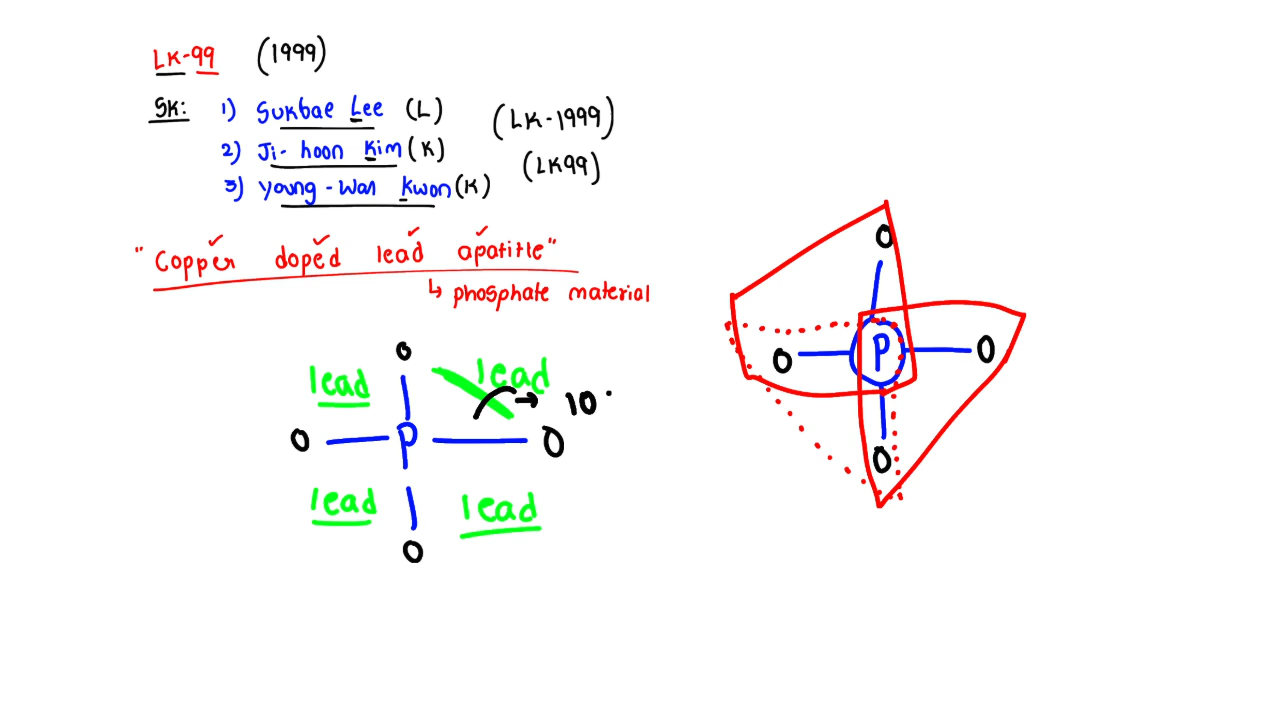 LK-99 (1999)
SK: 1) Sukbae Lee (L)
2) Ji-hoon Kim (K)
3) Young-Wan Kwon (K)
(LK-1999)
(LK99)
"Copper doped lead apatitle"
↳ phosphate material
O
lead lead
→ 10.
O P O
lead lead
O
O
O P O
O